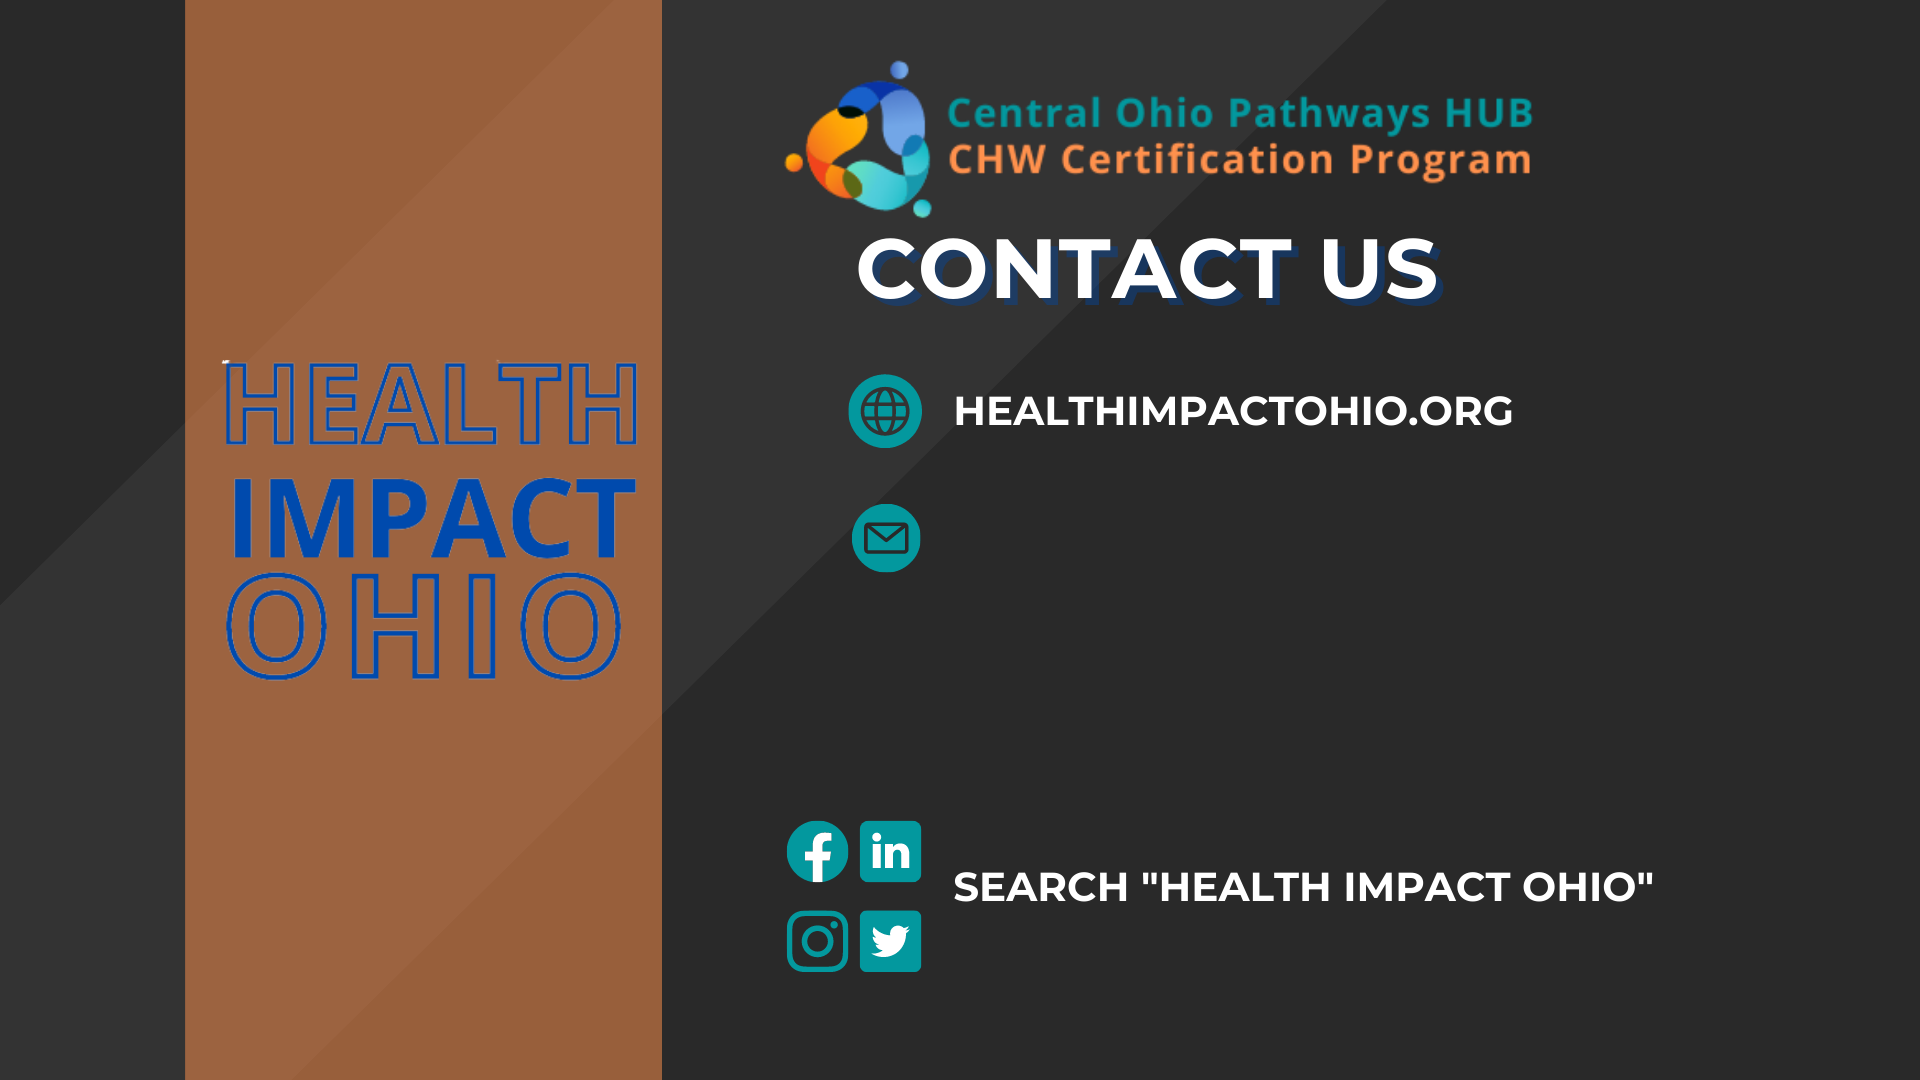 HEALTH
IMPACT
OHIO
Central Ohio Pathways HUB
CHW Certification Program
CONTACT US
HEALTHIMPACTOHIO.ORG
SEARCH "HEALTH IMPACT OHIO"